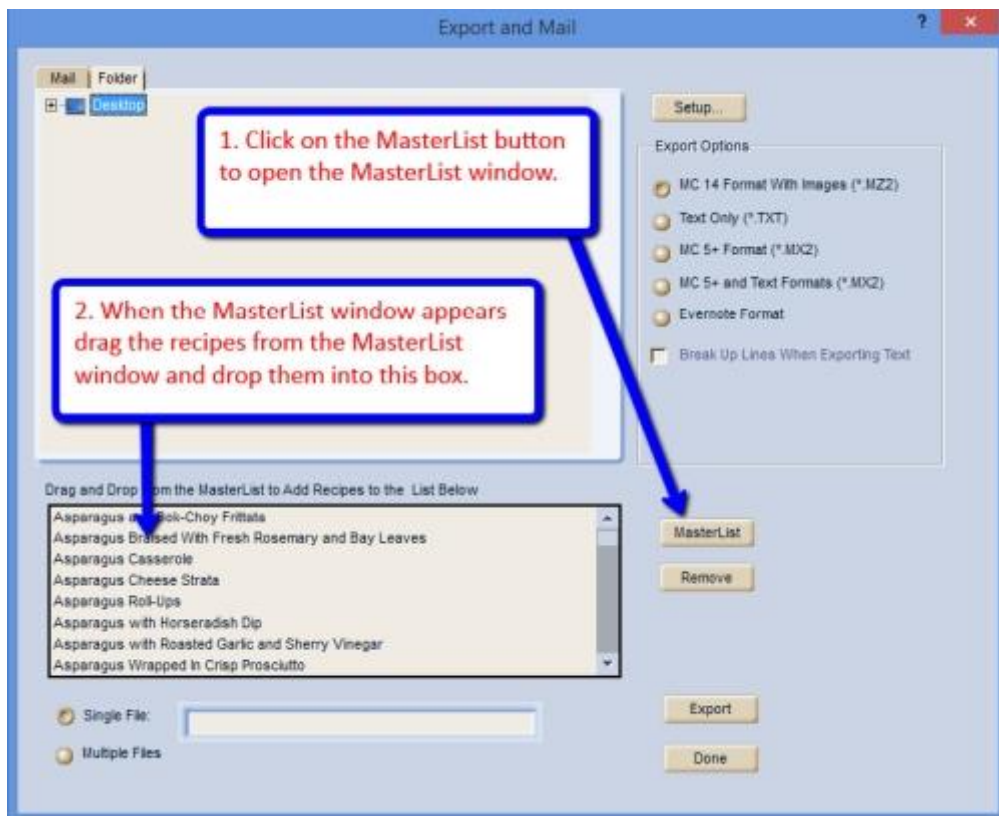 Export and Mail
?
x
Mail
Folder
Desktop
1. Click on the MasterList button
to open the MasterList window.
Setup...
Export Options
MC 14 Format With Images (*.MZ2)
Text Only (*.TXT)
MC 5+ Format (*.MX2)
MC 5+ and Text Formats (*.MX2)
Evernote Format
Break Up Lines When Exporting Text
2. When the MasterList window appears
drag the recipes from the MasterList
window and drop them into this box.
Drag and Drop from the MasterList to Add Recipes to the List Below
Asparagus Bok-Choy Frittata
Asparagus Braised With Fresh Rosemary and Bay Leaves
Asparagus Casserole
Asparagus Cheese Strata
Asparagus Roll-Ups
Asparagus with Horseradish Dip
Asparagus with Roasted Garlic and Sherry Vinegar
Asparagus Wrapped In Crisp Prosciutto
MasterList
Remove
Single File:
Multiple Files
Export
Done